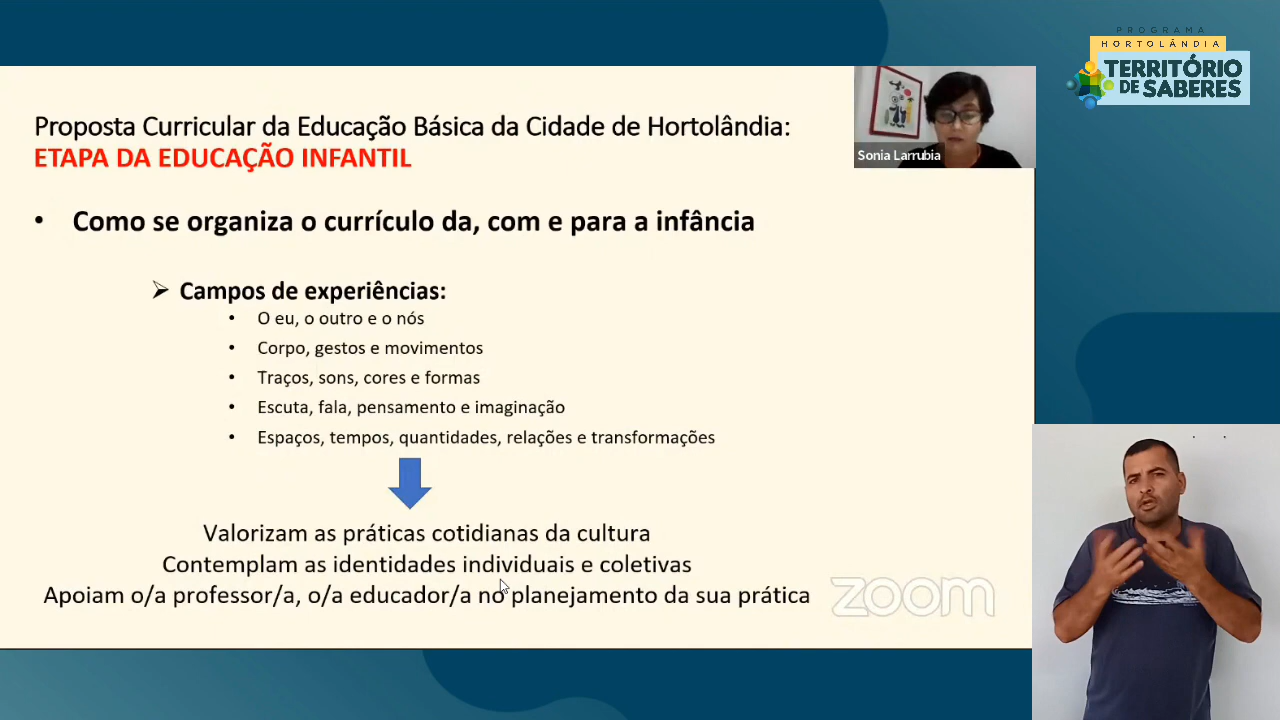 PROGRAMA
HORTOLÂNDIA
TERRITÓRIO
DE SABERES
Sonia Larrubia
Proposta Curricular da Educação Básica da Cidade de Hortolândia:
ETAPA DA EDUCAÇÃO INFANTIL
• Como se organiza o currículo da, com e para a infância
➢ Campos de experiências:
• O eu, o outro e o nós
• Corpo, gestos e movimentos
• Traços, sons, cores e formas
• Escuta, fala, pensamento e imaginação
• Espaços, tempos, quantidades, relações e transformações
Valorizam as práticas cotidianas da cultura
Contemplam as identidades individuais e coletivas
Apoiam o/a professor/a, o/a educador/a no planejamento da sua prática
zoom